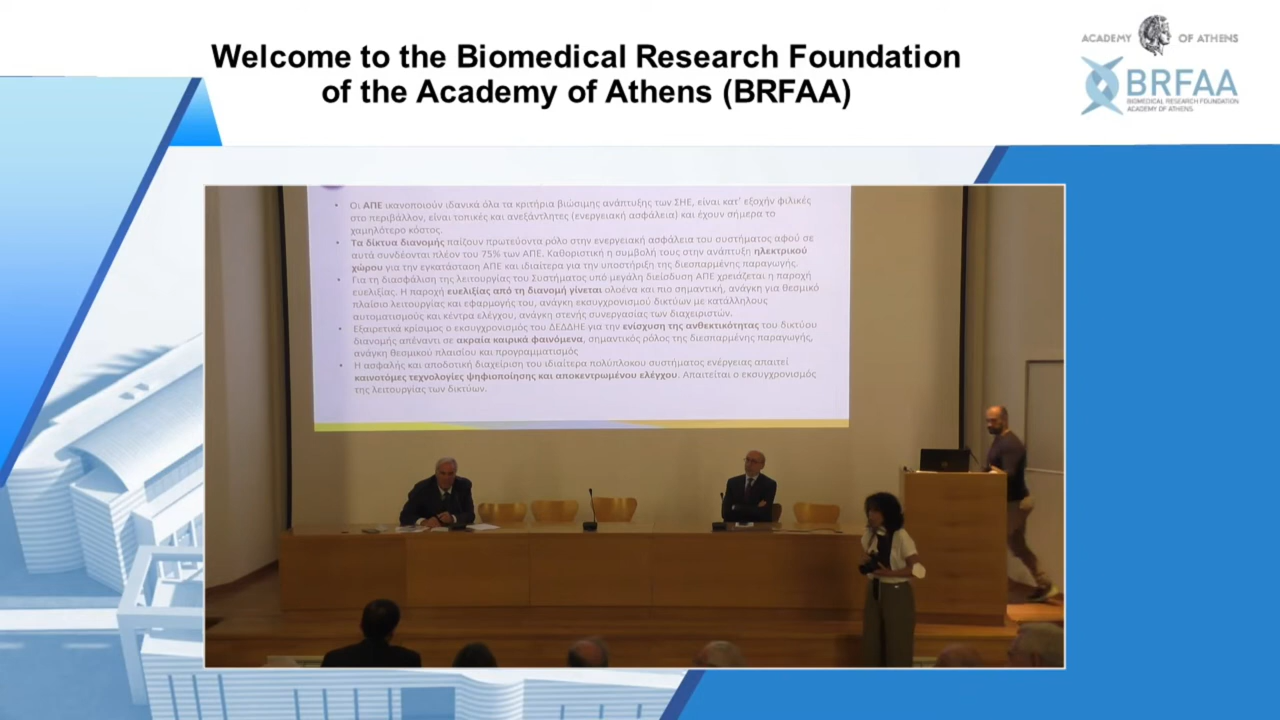 Welcome to the Biomedical Research Foundation
of the Academy of Athens (BRFAA)
ACADEMY OF ATHENS
BRFAA
BIOMEDICAL RESEARCH FOUNDATION
ACADEMY OF ATHENS
• Οι ΑΠΕ ικανοποιούν ιδανικά όλα τα κριτήρια βιώσιμης ανάπτυξης των ΣΗΕ, είναι κατ' εξοχήν φιλικές
στο περιβάλλον, είναι τοπικές και ανεξάντλητες (ενεργειακή ασφάλεια) και έχουν σήμερα το
χαμηλότερο κόστος.
• Τα δίκτυα διανομής παίζουν πρωτεύοντα ρόλο στην ενεργειακή ασφάλεια του συστήματος αφού σε
αυτά συνδέονται πλέον του 75% των ΑΠΕ. Καθοριστική η συμβολή τους στην ανάπτυξη ηλεκτρικού
χώρου για την εγκατάσταση ΑΠΕ και ιδιαίτερα για την υποστήριξη της διεσπαρμένης παραγωγής.
• Για τη διασφάλιση της λειτουργίας του Συστήματος υπό μεγάλη διείσδυση ΑΠΕ χρειάζεται η παροχή
ευελιξίας. Η παροχή ευελιξίας από τη διανομή γίνεται ολοένα και πιο σημαντική, ανάγκη για θεσμικό
πλαίσιο λειτουργίας και εφαρμογής του, ανάγκη εκσυγχρονισμού δικτύων με κατάλληλους
αυτοματισμούς και κέντρα ελέγχου, ανάγκη στενής συνεργασίας των διαχειριστών.
• Εξαιρετικά κρίσιμος ο εκσυγχρονισμός του ΔΕΔΔΗΕ για την ενίσχυση της ανθεκτικότητας του δικτύου
διανομής απέναντι σε ακραία καιρικά φαινόμενα, σημαντικός ρόλος της διεσπαρμένης παραγωγής,
ανάγκη θεσμικού πλαισίου και προγραμματισμός
• Η ασφαλής και αποδοτική διαχείριση του ιδιαίτερα πολύπλοκου συστήματος ενέργειας απαιτεί
καινοτόμες τεχνολογίες ψηφιοποίησης και αποκεντρωμένου ελέγχου. Απαιτείται ο εκσυγχρονισμός
της λειτουργίας των δικτύων.